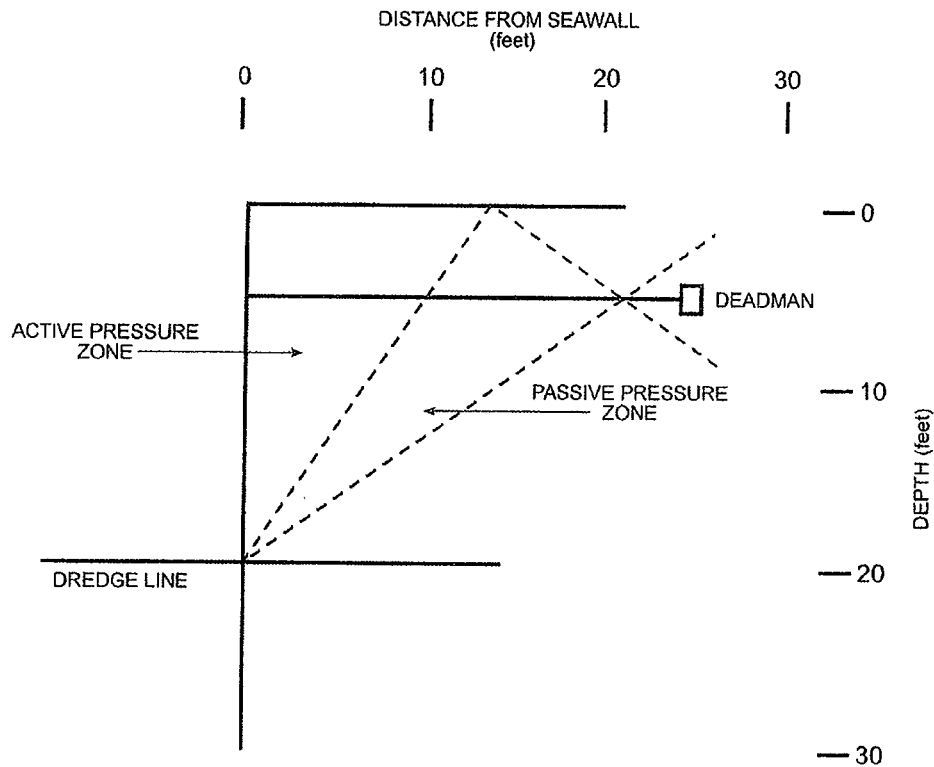 DISTANCE FROM SEAWALL
(feet)
0
10
20
30
0
DEADMAN
ACTIVE PRESSURE
ZONE
PASSIVE PRESSURE
ZONE
10
DEPTH (feet)
DREDGE LINE
20
30